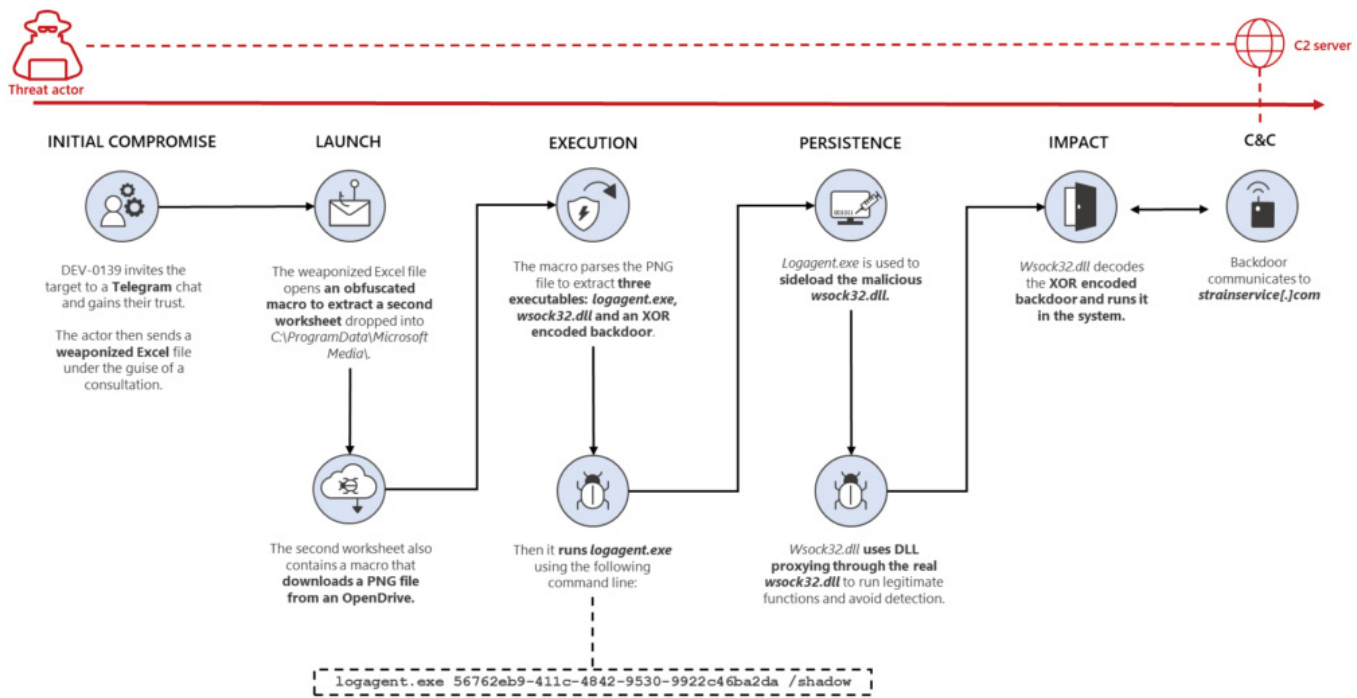 C2 server
Threat actor
INITIAL COMPROMISE
DEV-0139 invites the
target to a Telegram chat
and gains their trust.
The actor then sends a
weaponized Excel file
under the guise of a
consultation.
LAUNCH
The weaponized Excel file
opens an obfuscated
macro to extract a second
worksheet dropped into
C:\ProgramData\Microsoft
Media\.
The second worksheet also
contains a macro that
downloads a PNG file
from an OpenDrive.
EXECUTION
The macro parses the PNG
file to extract three
executables: logagent.exe,
wsock32.dll and an XOR
encoded backdoor.
Then it runs logagent.exe
using the following
command line:
logagent.exe 56762eb9-411c-4842-9530-9922c46ba2da /shadow
PERSISTENCE
001011
Logagent.exe is used to
sideload the malicious
wsock32.dll.
Wsock32.dll uses DLL
proxying through the real
wsock32.dll to run legitimate
functions and avoid detection.
IMPACT
Wsock32.dll decodes
the XOR encoded
backdoor and runs it
in the system.
C&C
Backdoor
communicates to
strainservice[.]com